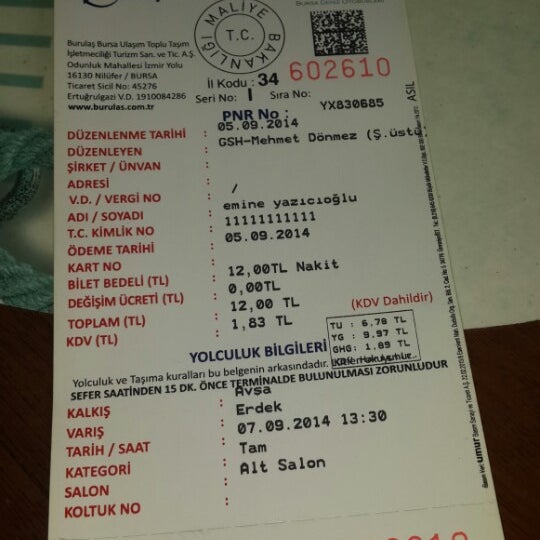 BURSA DENİZ OTOBÜSLERİ
MALİYE
T.C.
BAKANLIĞI
Burulaş Bursa Ulaşım Toplu Taşım
İşletmeciliği Turizm San. ve Tic. A.Ş.
Odunluk Mahallesi İzmir Yolu
16130 Nilüfer / BURSA
Ticaret Sicil No: 45276
Ertuğrulgazi V.D. 1910084286
www.burulas.com.tr
İl Kodu : 34 602610
Seri No: I Sıra No:
ASIL
PNR No : YX830685
DÜZENLENME TARİHİ : 05.09.2014
DÜZENLEYEN : GSH-Mehmet Dönmez (Ş.üst
ŞİRKET / ÜNVAN :
ADRESİ :
V.D. / VERGİ NO : /
ADI / SOYADI : emine yazıcıoğlu
T.C. KİMLİK NO : 11111111111
ÖDEME TARİHİ : 05.09.2014
KART NO :
BİLET BEDELİ (TL) : 12,00TL Nakit
DEĞİŞİM ÜCRETİ (TL) : 0,00TL
TOPLAM (TL) : 12,00 TL (KDV Dahildir)
KDV (TL) : 1,83 TL
TU : 6.78 TL
YG : 9.97 TL
GHG: 1.89 TL
YOLCULUK BİLGİLERİ
Yolculuk ve Taşıma kuralları bu belgenin arkasındadır.
SEFER SAATİNDEN 15 DK. ÖNCE TERMİNALDE BULUNULMASI ZORUNLUDUR
KALKIŞ : Avşa
VARIŞ : Erdek
TARİH / SAAT : 07.09.2014 13:30
KATEGORİ : Tam
SALON : Alt Salon
KOLTUK NO :